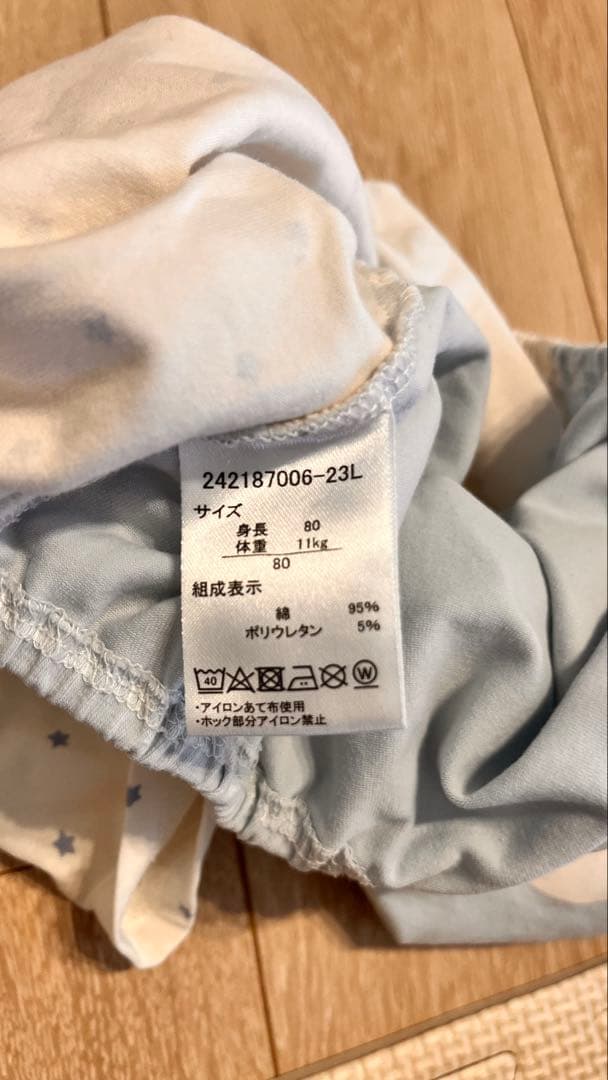 242187006-23L
サイズ
身長 80
体重 11kg
80
組成表示
綿 95%
ポリウレタン 5%
40 W
・アイロンあて布使用
・ホック部分アイロン禁止